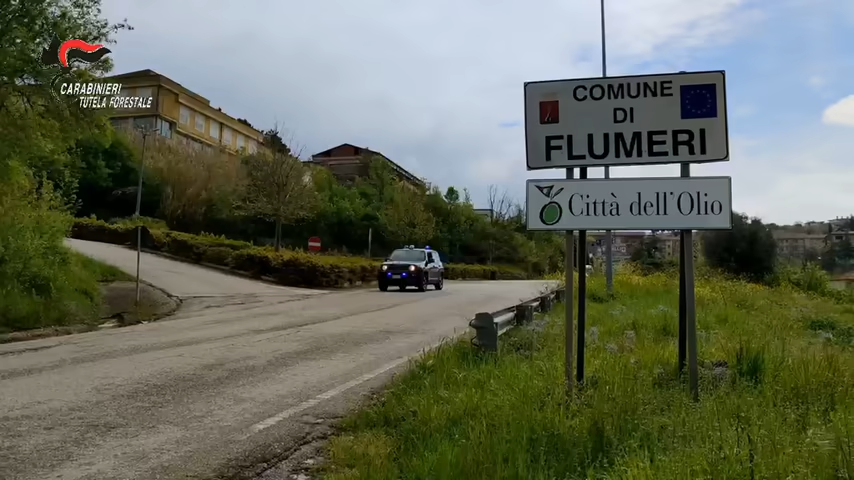 CARABINIERI
TUTELA FORESTALE
COMUNE
DI
FLUMERI
Città dell'Olio